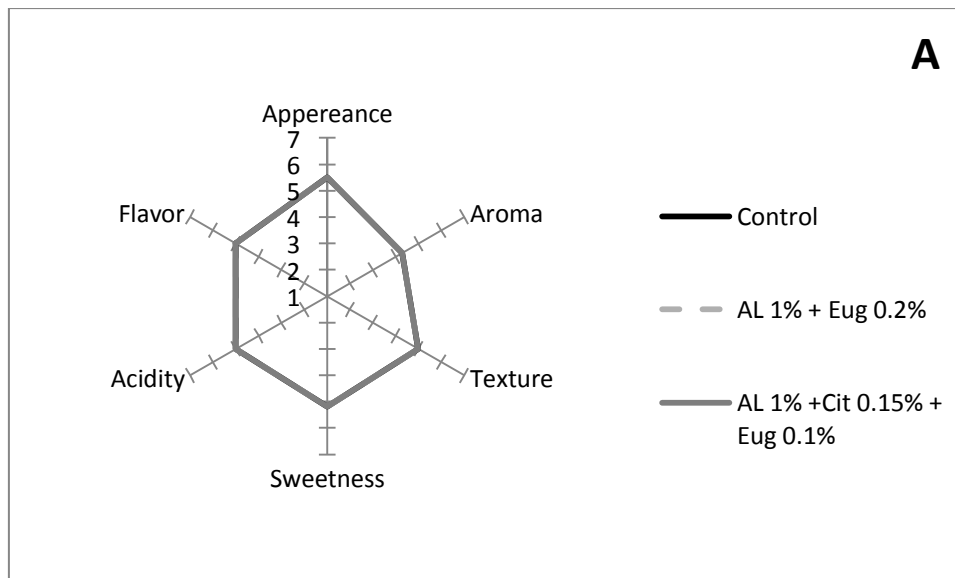 A
Appereance
7
6
5
4
3
2
1
Flavor
Aroma
Acidity
Texture
Sweetness
Control
AL 1% + Eug 0.2%
AL 1% +Cit 0.15% +
Eug 0.1%